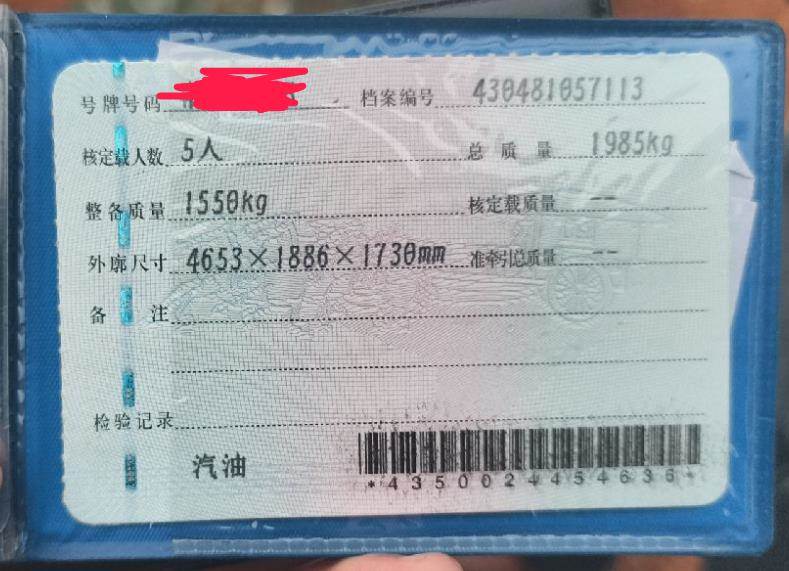 号牌号码 档案编号 430481057113
核定载人数 5人 总质量 1985kg
整备质量 1550kg 核定载质量 --
外廓尺寸 4653×1886×1730mm 准牵引总质量 --
备注
检验记录
汽油
*4350024454636*